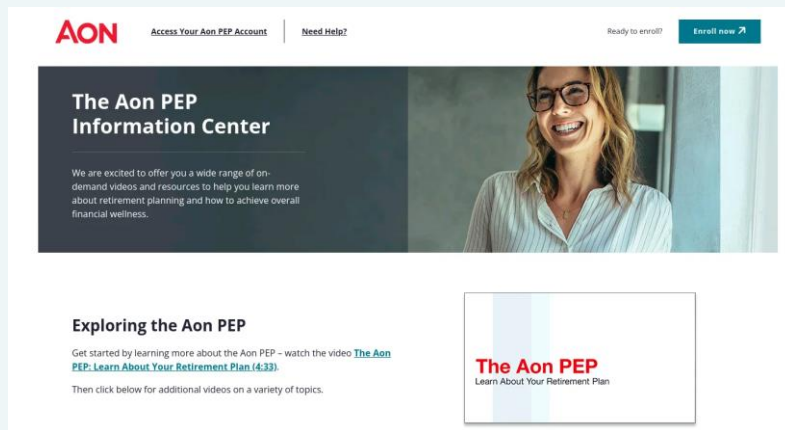 AON
Access Your Aon PEP Account
Need Help?
Ready to enroll?
Enroll now
The Aon PEP
Information Center
We are excited to offer you a wide range of on-
demand videos and resources to help you learn more
about retirement planning and how to achieve overall
financial wellness.
Exploring the Aon PEP
Get started by learning more about the Aon PEP – watch the video The Aon
PEP: Learn About Your Retirement Plan (4:33).
Then click below for additional videos on a variety of topics.
The Aon PEP
Learn About Your Retirement Plan